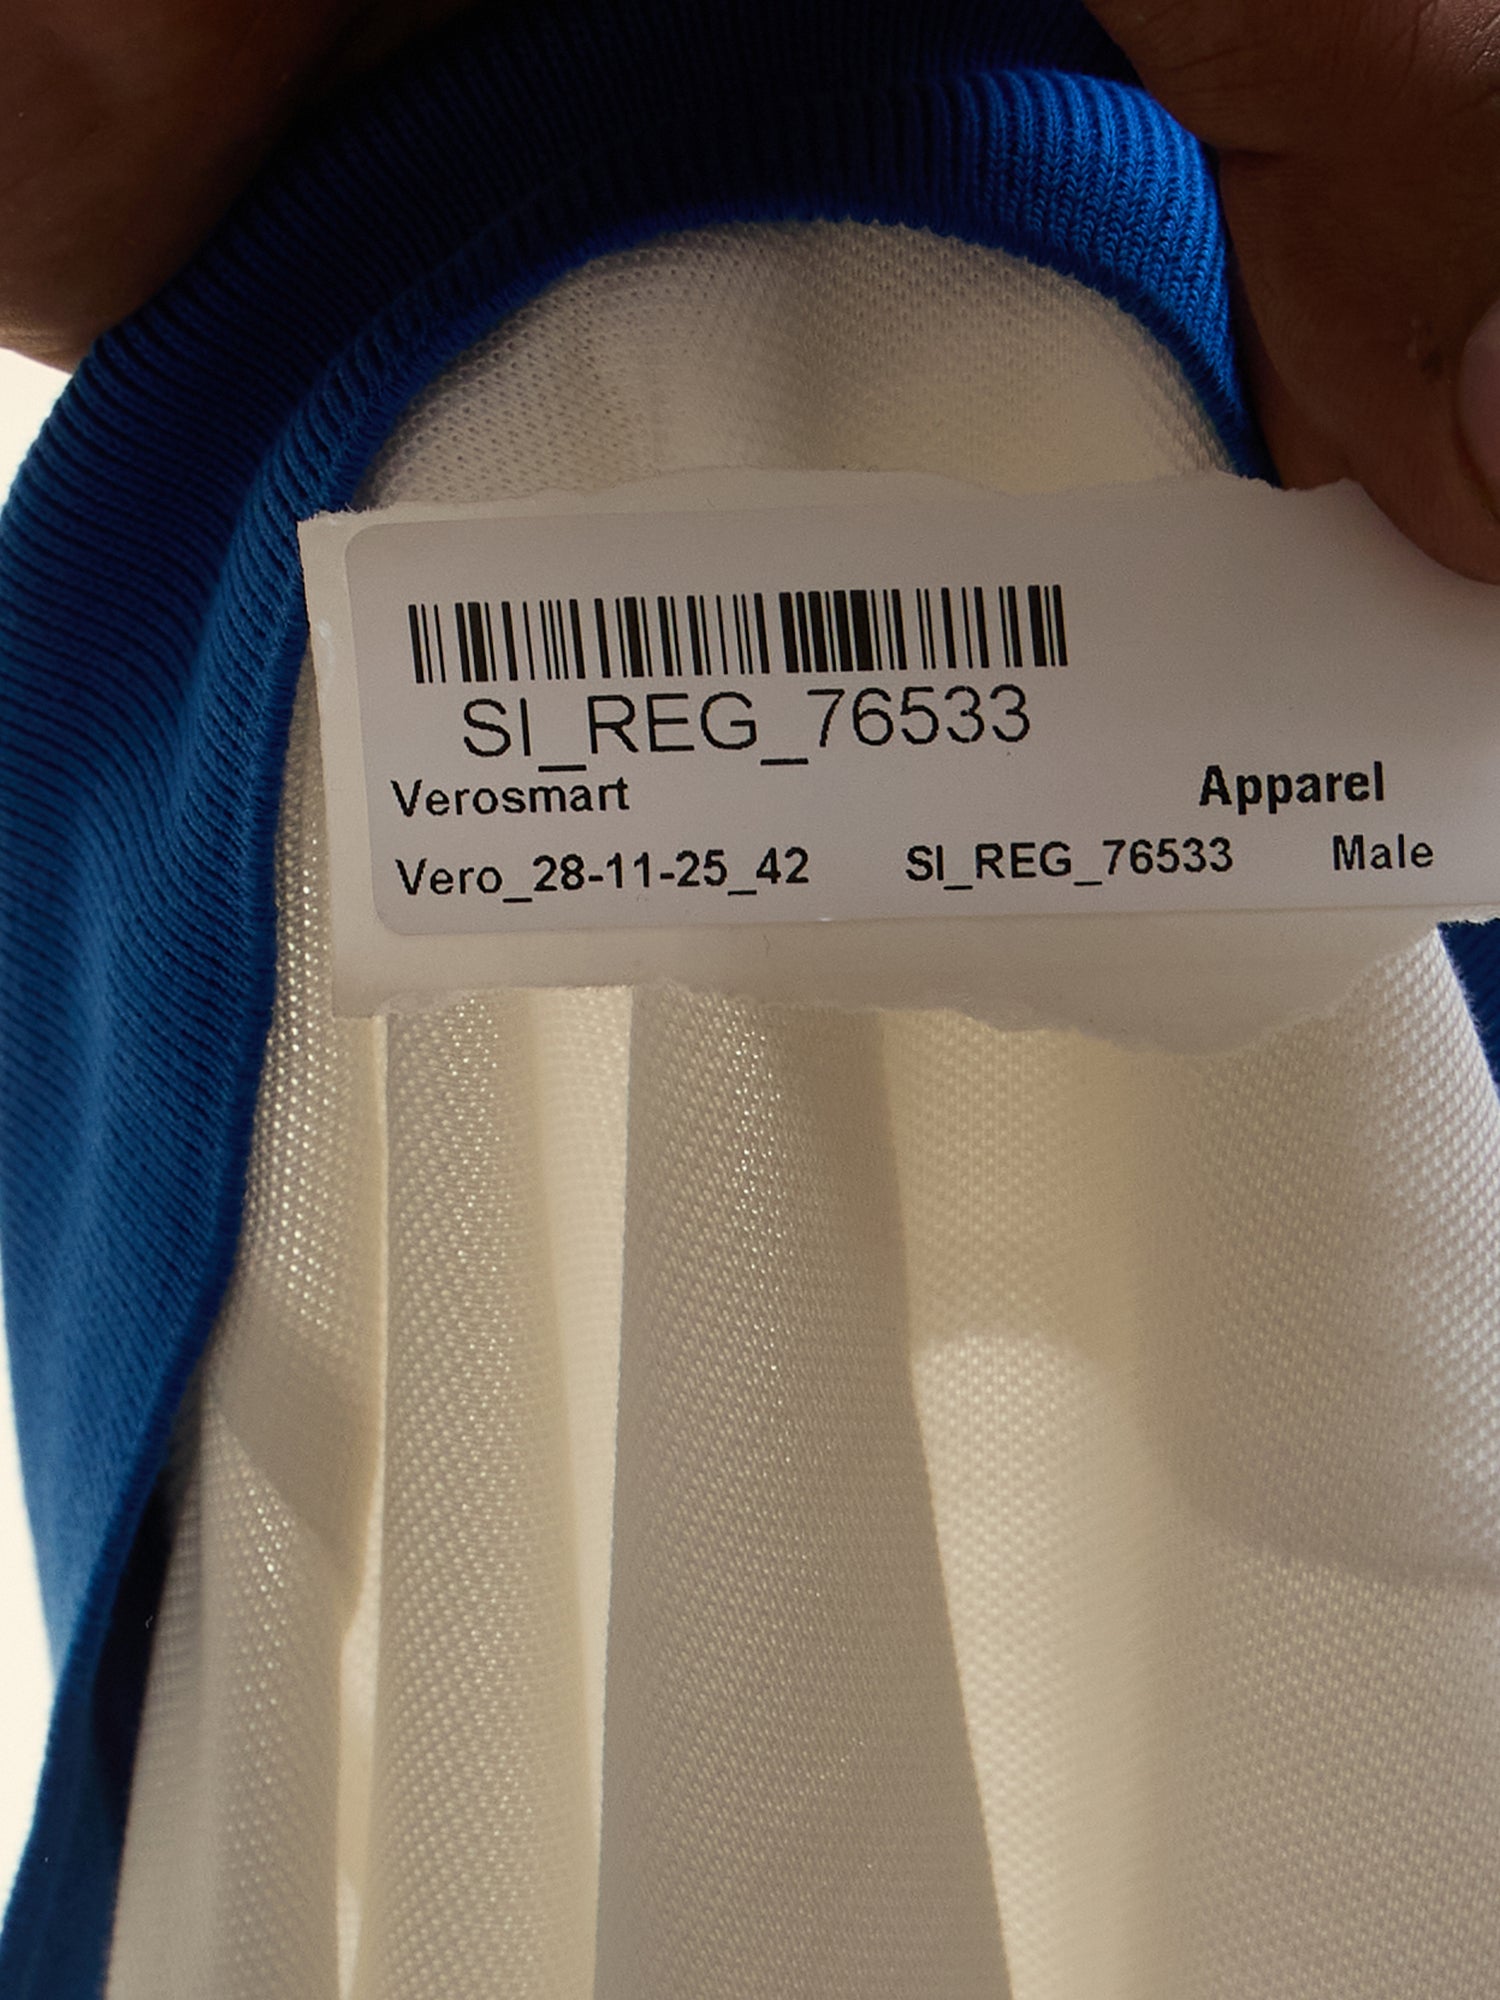 SI_REG_76533
Verosmart Apparel
Vero_28-11-25_42 SI_REG_76533 Male